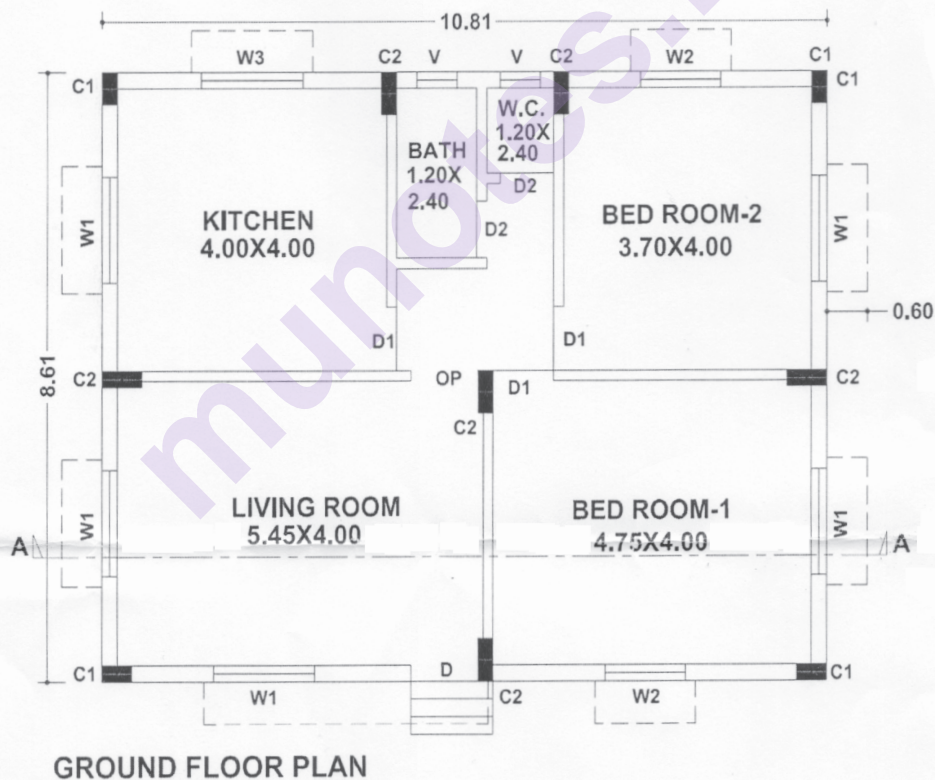 10.81
W3
C2
V
V
C2
W2
C1
C1
C1
W.C.
1.20X
2.40
BATH
1.20X
2.40
D2
D2
W1
KITCHEN
4.00X4.00
BED ROOM-2
3.70X4.00
W1
0.60
D1
D1
8.61
C2
OP
D1
C2
C2
W1
LIVING ROOM
5.45X4.00
BED ROOM-1
4.75X4.00
W1
A
A
C1
D
C1
W1
C2
W2
GROUND FLOOR PLAN
munotes.